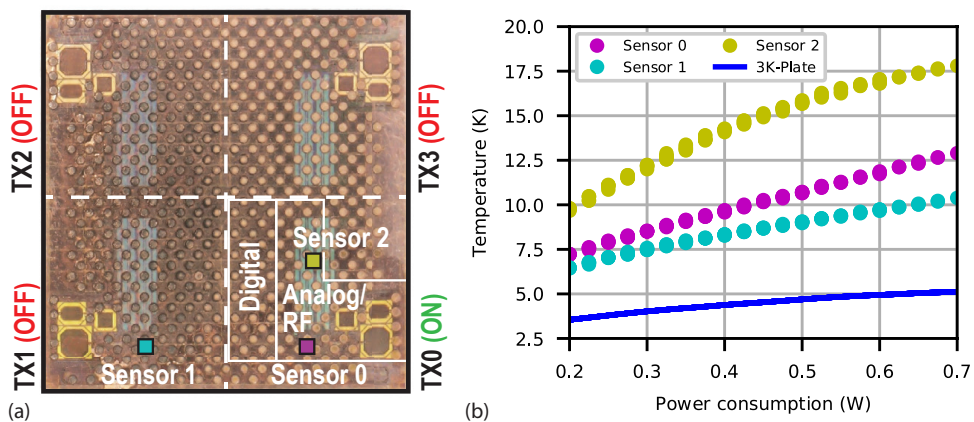 TX2 (OFF)
TX3 (OFF)
TX1 (OFF)
TX0 (ON)
Digital
Sensor 2
Analog/
RF
Sensor 1
Sensor 0
(a)
(b)
20.0
17.5
15.0
12.5
10.0
7.5
5.0
2.5
Temperature (K)
Sensor 0
Sensor 1
Sensor 2
3K-Plate
0.2 0.3 0.4 0.5 0.6 0.7
Power consumption (W)